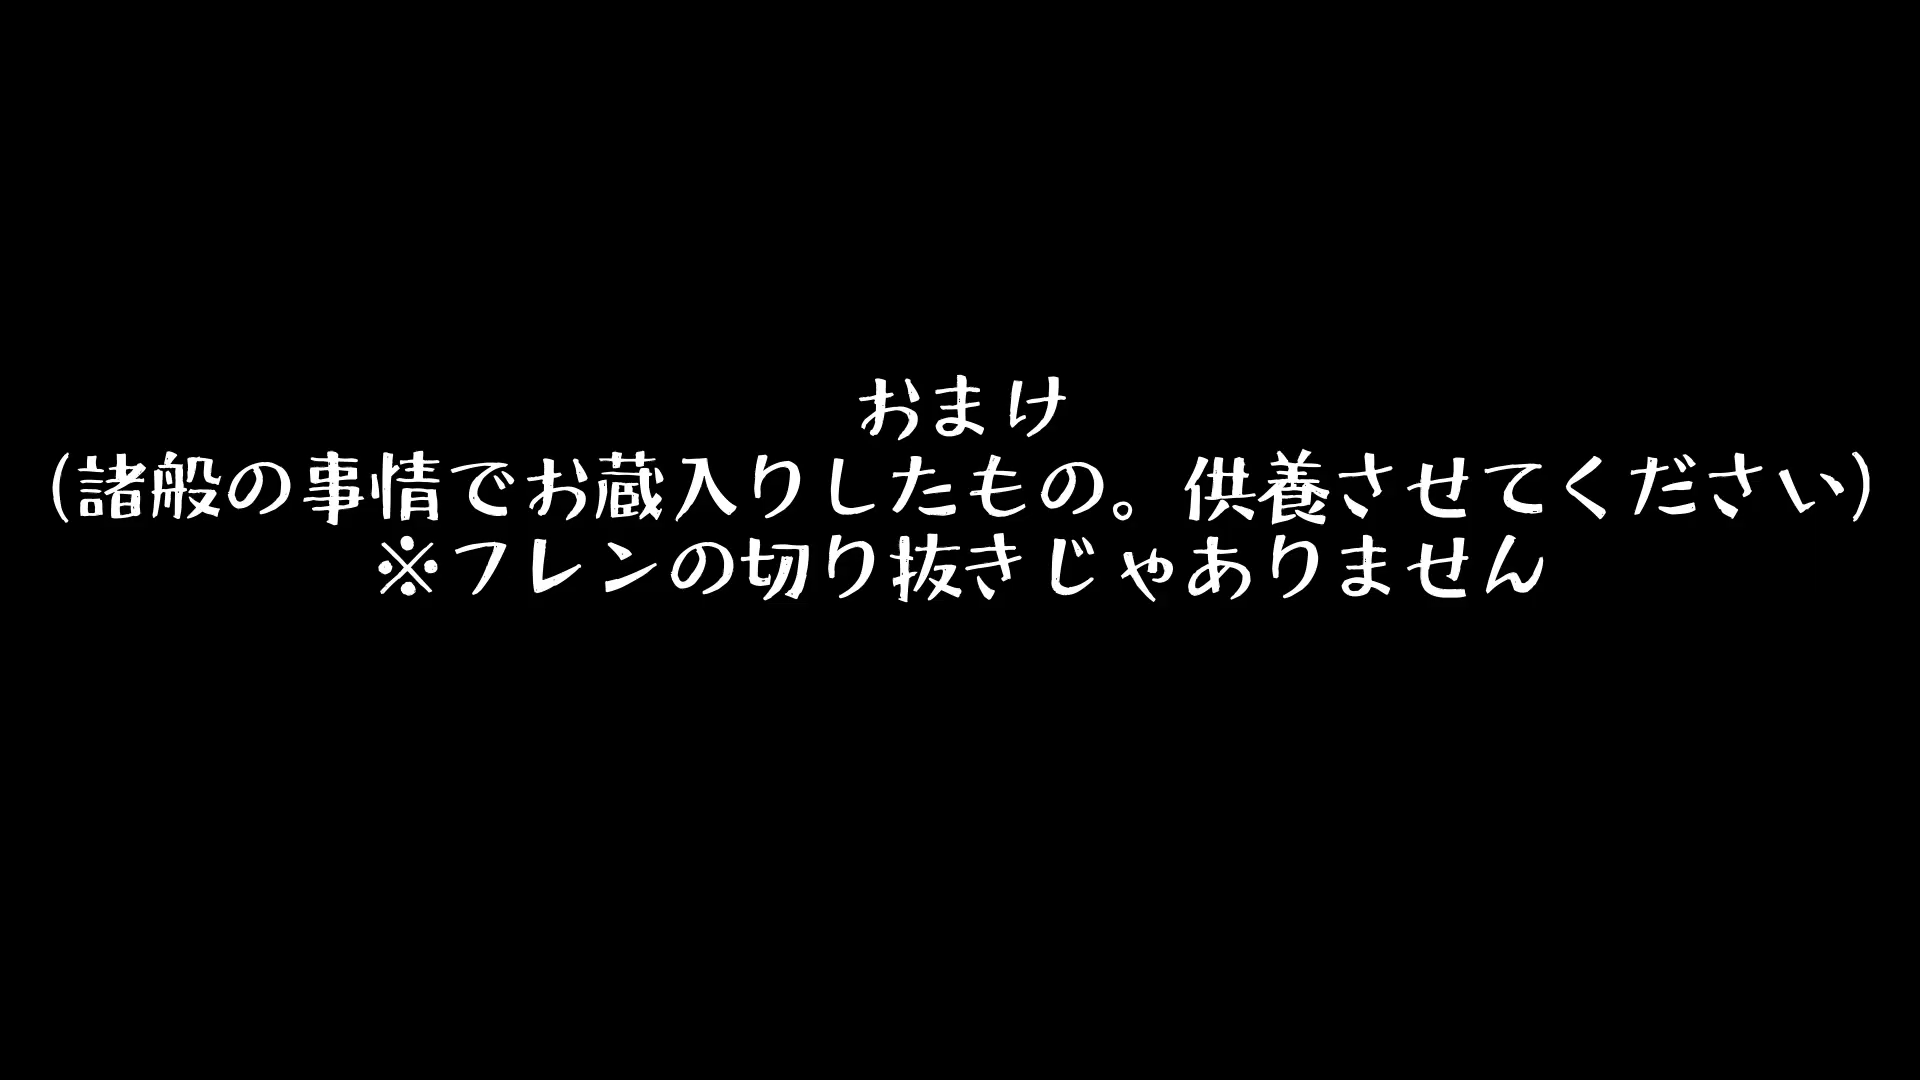 おまけ
(諸般の事情でお蔵入りしたもの。供養させてください)
※フレンの切り抜きじゃありません